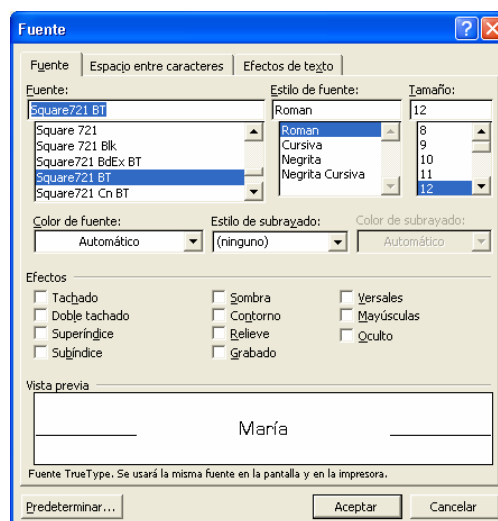 Fuente
Fuente Espacio entre caracteres Efectos de texto
Fuente: Estilo de fuente: Tamaño:
Square721 BT Roman 12
Square 721 Roman 8
Square 721 Blk Cursiva 9
Square721 BdEx BT Negrita 10
Square721 BT Negrita Cursiva 11
Square721 Cn BT 12
Color de fuente: Estilo de subrayado: Color de subrayado:
Automático (ninguno) Automático
Efectos
Tachado Sombra Versales
Doble tachado Contorno Mayúsculas
Superíndice Relieve Oculto
Subíndice Grabado
Vista previa
María
Fuente TrueType. Se usará la misma fuente en la pantalla y en la impresora.
Predeterminar... Aceptar Cancelar